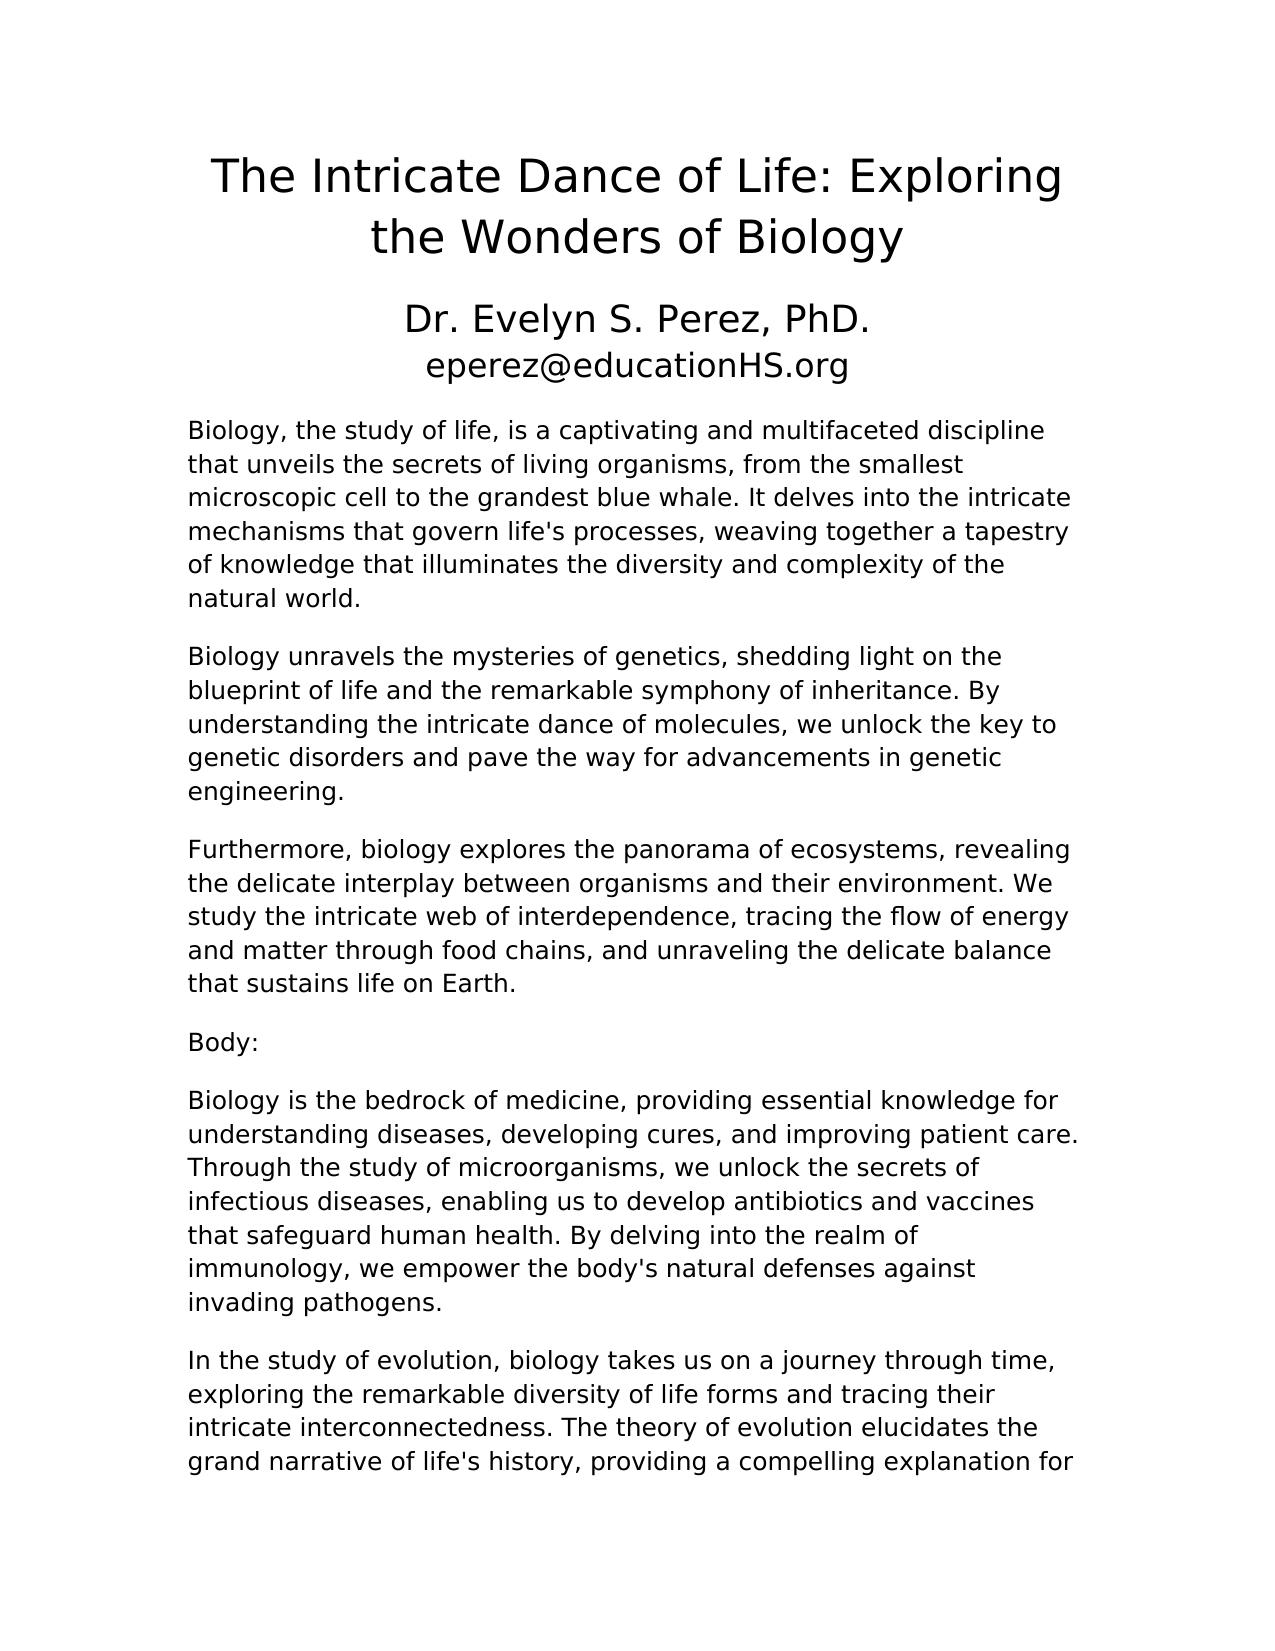 The Intricate Dance of Life: Exploring
the Wonders of Biology
Dr. Evelyn S. Perez, PhD.
eperez@educationHS.org
Biology, the study of life, is a captivating and multifaceted discipline
that unveils the secrets of living organisms, from the smallest
microscopic cell to the grandest blue whale. It delves into the intricate
mechanisms that govern life's processes, weaving together a tapestry
of knowledge that illuminates the diversity and complexity of the
natural world.
Biology unravels the mysteries of genetics, shedding light on the
blueprint of life and the remarkable symphony of inheritance. By
understanding the intricate dance of molecules, we unlock the key to
genetic disorders and pave the way for advancements in genetic
engineering.
Furthermore, biology explores the panorama of ecosystems, revealing
the delicate interplay between organisms and their environment. We
study the intricate web of interdependence, tracing the flow of energy
and matter through food chains, and unraveling the delicate balance
that sustains life on Earth.
Body:
Biology is the bedrock of medicine, providing essential knowledge for
understanding diseases, developing cures, and improving patient care.
Through the study of microorganisms, we unlock the secrets of
infectious diseases, enabling us to develop antibiotics and vaccines
that safeguard human health. By delving into the realm of
immunology, we empower the body's natural defenses against
invading pathogens.
In the study of evolution, biology takes us on a journey through time,
exploring the remarkable diversity of life forms and tracing their
intricate interconnectedness. The theory of evolution elucidates the
grand narrative of life's history, providing a compelling explanation for